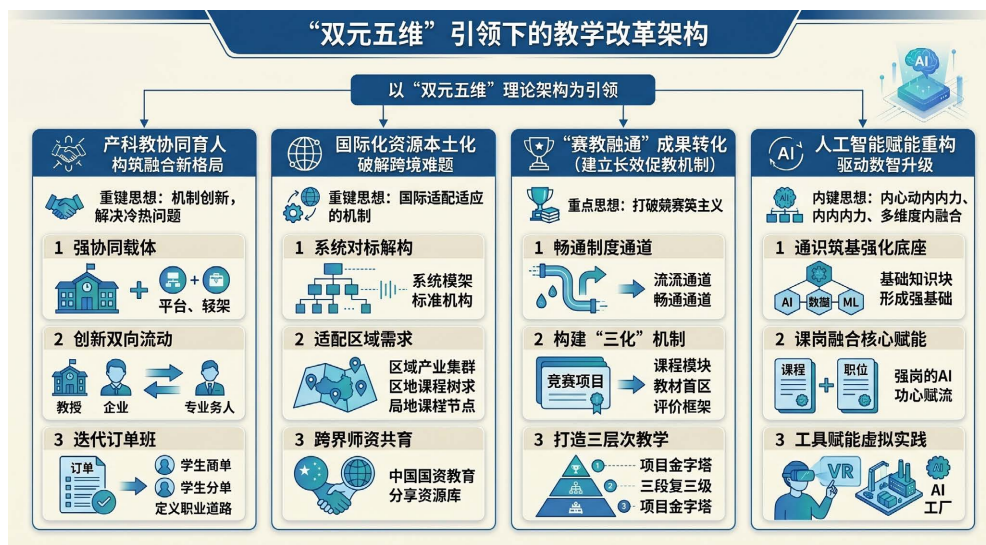 “双元五维”引领下的教学改革架构
AI
以“双元五维”理论架构为引领
产科教协同育人
构筑融合新格局
重键思想：机制创新，
解决冷热问题
1 强协同载体
平台、轾架
2 创新双向流动
教授 企业 专业务人
3 迭代订单班
订单
学生商单
学生分单
定义职业道路
国际化资源本土化
破解跨境难题
重键思想：国际适配适应
的机制
1 系统对标解构
系统模架
标准机构
2 适配区域需求
区域产业集群
区地课程树求
局地课程节点
3 跨界师资共育
中国国资教育
分享资源库
“赛教融通”成果转化
（建立长效促教机制）
重点思想：打破兢赛英主义
1 畅通制度通道
流流通道
畅通通道
2 构建“三化”机制
竞赛项目
课程模块
教材首区
评价框架
3 打造三层次教学
1 项目金字塔
2 三段复三级
3 项目金字塔
AI
人工智能赋能重构
驱动数智升级
AI
内键思想：内心动内内力、
内内内力、多维度内融合
1 通识筑基强化底座
AI 数据 ML
基础知识块
形成强基础
2 课岗融合核心赋能
课程 职位
强岗的AI
功心赋流
3 工具赋能虚拟实践
VR
AI
AI
工厂